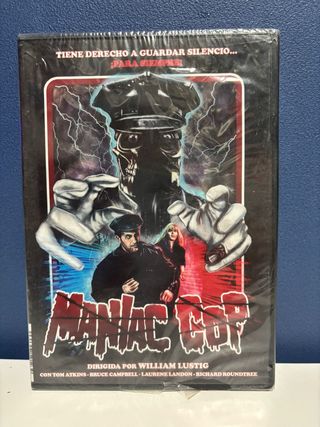 TIENE DERECHO A GUARDAR SILENCIO...
¡PARA SIEMPRE!
MANIAC COP
DIRIGIDA POR WILLIAM LUSTIG
CON TOM ATKINS - BRUCE CAMPBELL - LAURENE LANDON - RICHARD ROUNDTREE